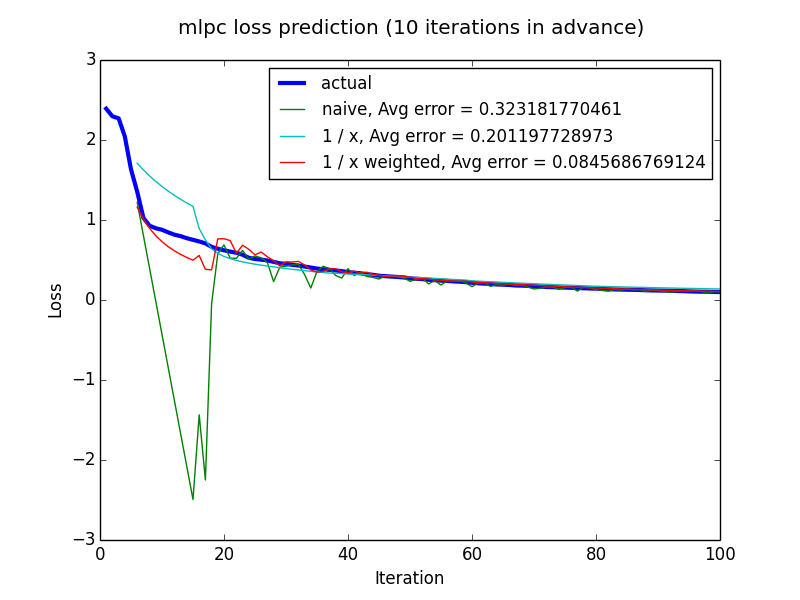 mlpc loss prediction (10 iterations in advance)
actual
naive, Avg error = 0.323181770461
1 / x, Avg error = 0.201197728973
1 / x weighted, Avg error = 0.0845686769124
3
2
1
0
−1
−2
−3
Loss
0 20 40 60 80 100
Iteration